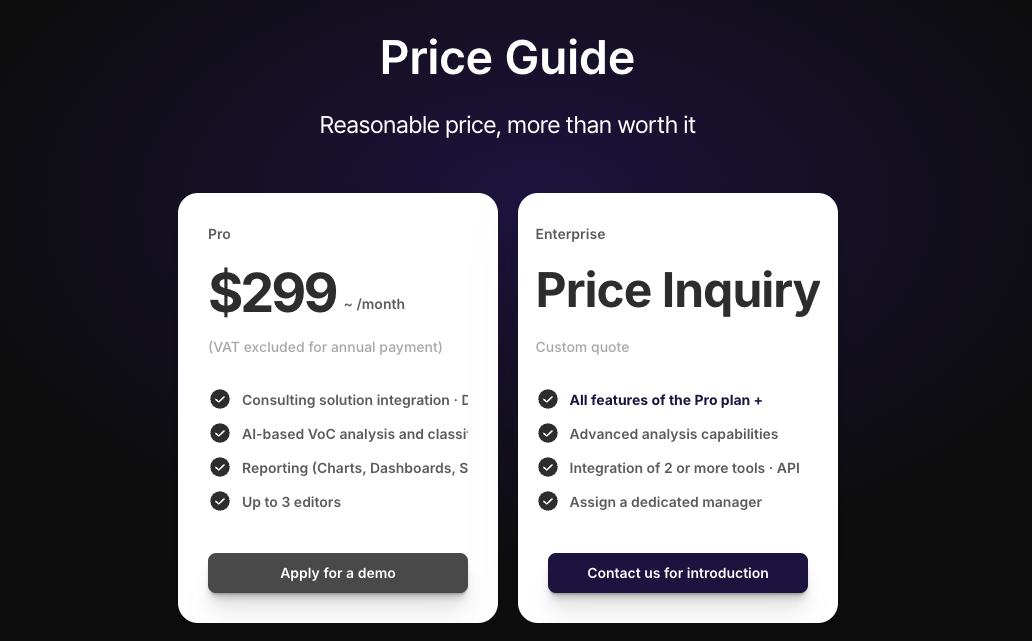 Price Guide
Reasonable price, more than worth it
Pro
$299 ~ /month
(VAT excluded for annual payment)
Consulting solution integration · D
AI-based VoC analysis and classi
Reporting (Charts, Dashboards, S
Up to 3 editors
Apply for a demo
Enterprise
Price Inquiry
Custom quote
All features of the Pro plan +
Advanced analysis capabilities
Integration of 2 or more tools · API
Assign a dedicated manager
Contact us for introduction